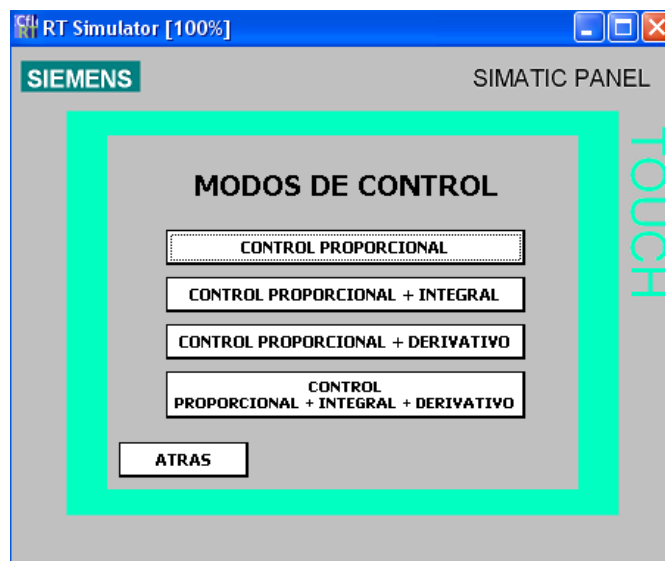 RT Simulator [100%]
SIEMENS
SIMATIC PANEL
TOUCH
MODOS DE CONTROL
CONTROL PROPORCIONAL
CONTROL PROPORCIONAL + INTEGRAL
CONTROL PROPORCIONAL + DERIVATIVO
CONTROL
PROPORCIONAL + INTEGRAL + DERIVATIVO
ATRAS